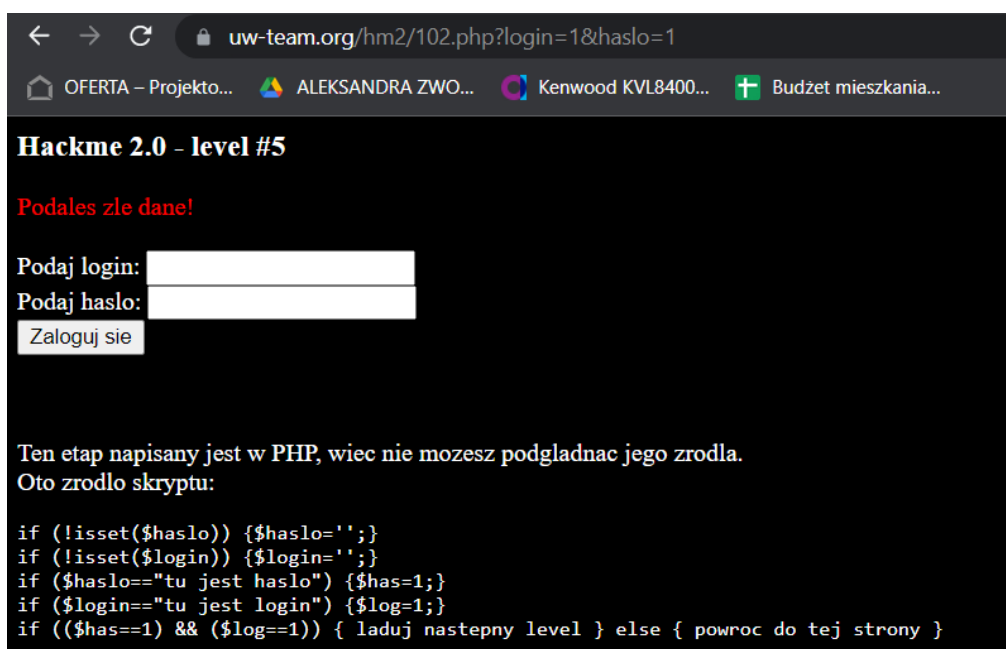 uw-team.org/hm2/102.php?login=1&haslo=1
OFERTA – Projekto... ALEKSANDRA ZWO... Kenwood KVL8400... Budżet mieszkania...
Hackme 2.0 - level #5
Podales zle dane!
Podaj login:
Podaj haslo:
Zaloguj sie
Ten etap napisany jest w PHP, wiec nie mozesz podgladnac jego zrodla.
Oto zrodlo skryptu:
if (!isset($haslo)) {$haslo='';}
if (!isset($login)) {$login='';}
if ($haslo=="tu jest haslo") {$has=1;}
if ($login=="tu jest login") {$log=1;}
if (($has==1) && ($log==1)) { laduj nastepny level } else { powroc do tej strony }